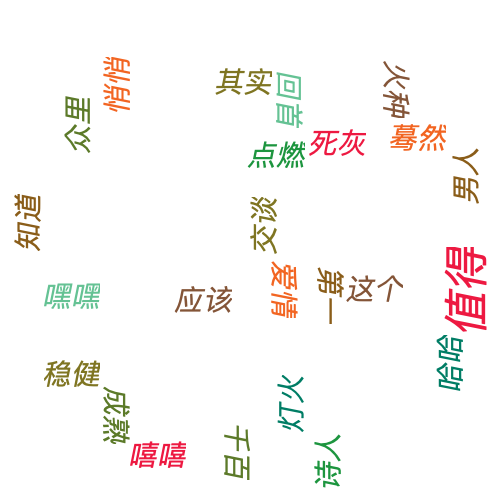 悄悄
其实
火种
回首
众里
蓦然
死灰
点燃
男人
知道
交谈
值得
爱情
第一
这个
嘿嘿
应该
哈哈
稳健
成熟
灯火
嘻嘻
千百
诗人